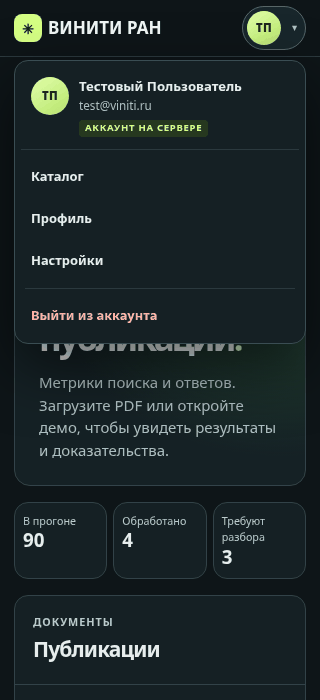 ВИНИТИ РАН
ТП
ТП
Тестовый Пользователь
test@viniti.ru
АККАУНТ НА СЕРВЕРЕ
Каталог
Профиль
Настройки
Выйти из аккаунта
публикации.
Метрики поиска и ответов.
Загрузите PDF или откройте
демо, чтобы увидеть результаты
и доказательства.
В прогоне
90
Обработано
4
Требуют
разбора
3
ДОКУМЕНТЫ
Публикации